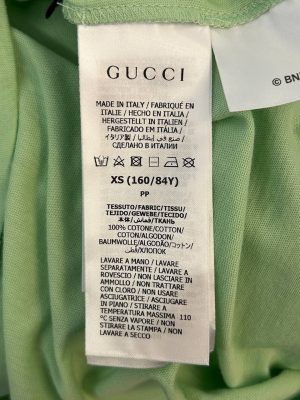 GUCCI
MADE IN ITALY / FABRIQUÉ EN
ITALIE / HECHO EN ITALIA /
HERGESTELLT IN ITALIEN /
FABRICADO EM ITÁLIA /
イタリア製 / صنع في إيطاليا /
СДЕЛАНО В ИТАЛИИ
XS (160/84Y)
PP
TESSUTO/FABRIC/TISSU/
TEJIDO/GEWEBE/TECIDO/
本体/قماش/ТКАНЬ
100% COTONE/COTTON/
COTON/ALGODON/
BAUMWOLLE/ALGODÃO/コットン/
قطن/ХЛОПОК
LAVARE A MANO / LAVARE
SEPARATAMENTE / LAVARE A
ROVESCIO / NON LASCIARE IN
AMMOLLO / NON TRATTARE
CON CLORO / NON USARE
ASCIUGATRICE / ASCIUGARE
IN PIANO / STIRARE A
TEMPERATURA MASSIMA 110
°C SENZA VAPORE / NON
STIRARE LA STAMPA / NON
LAVARE A SECCO
© BN